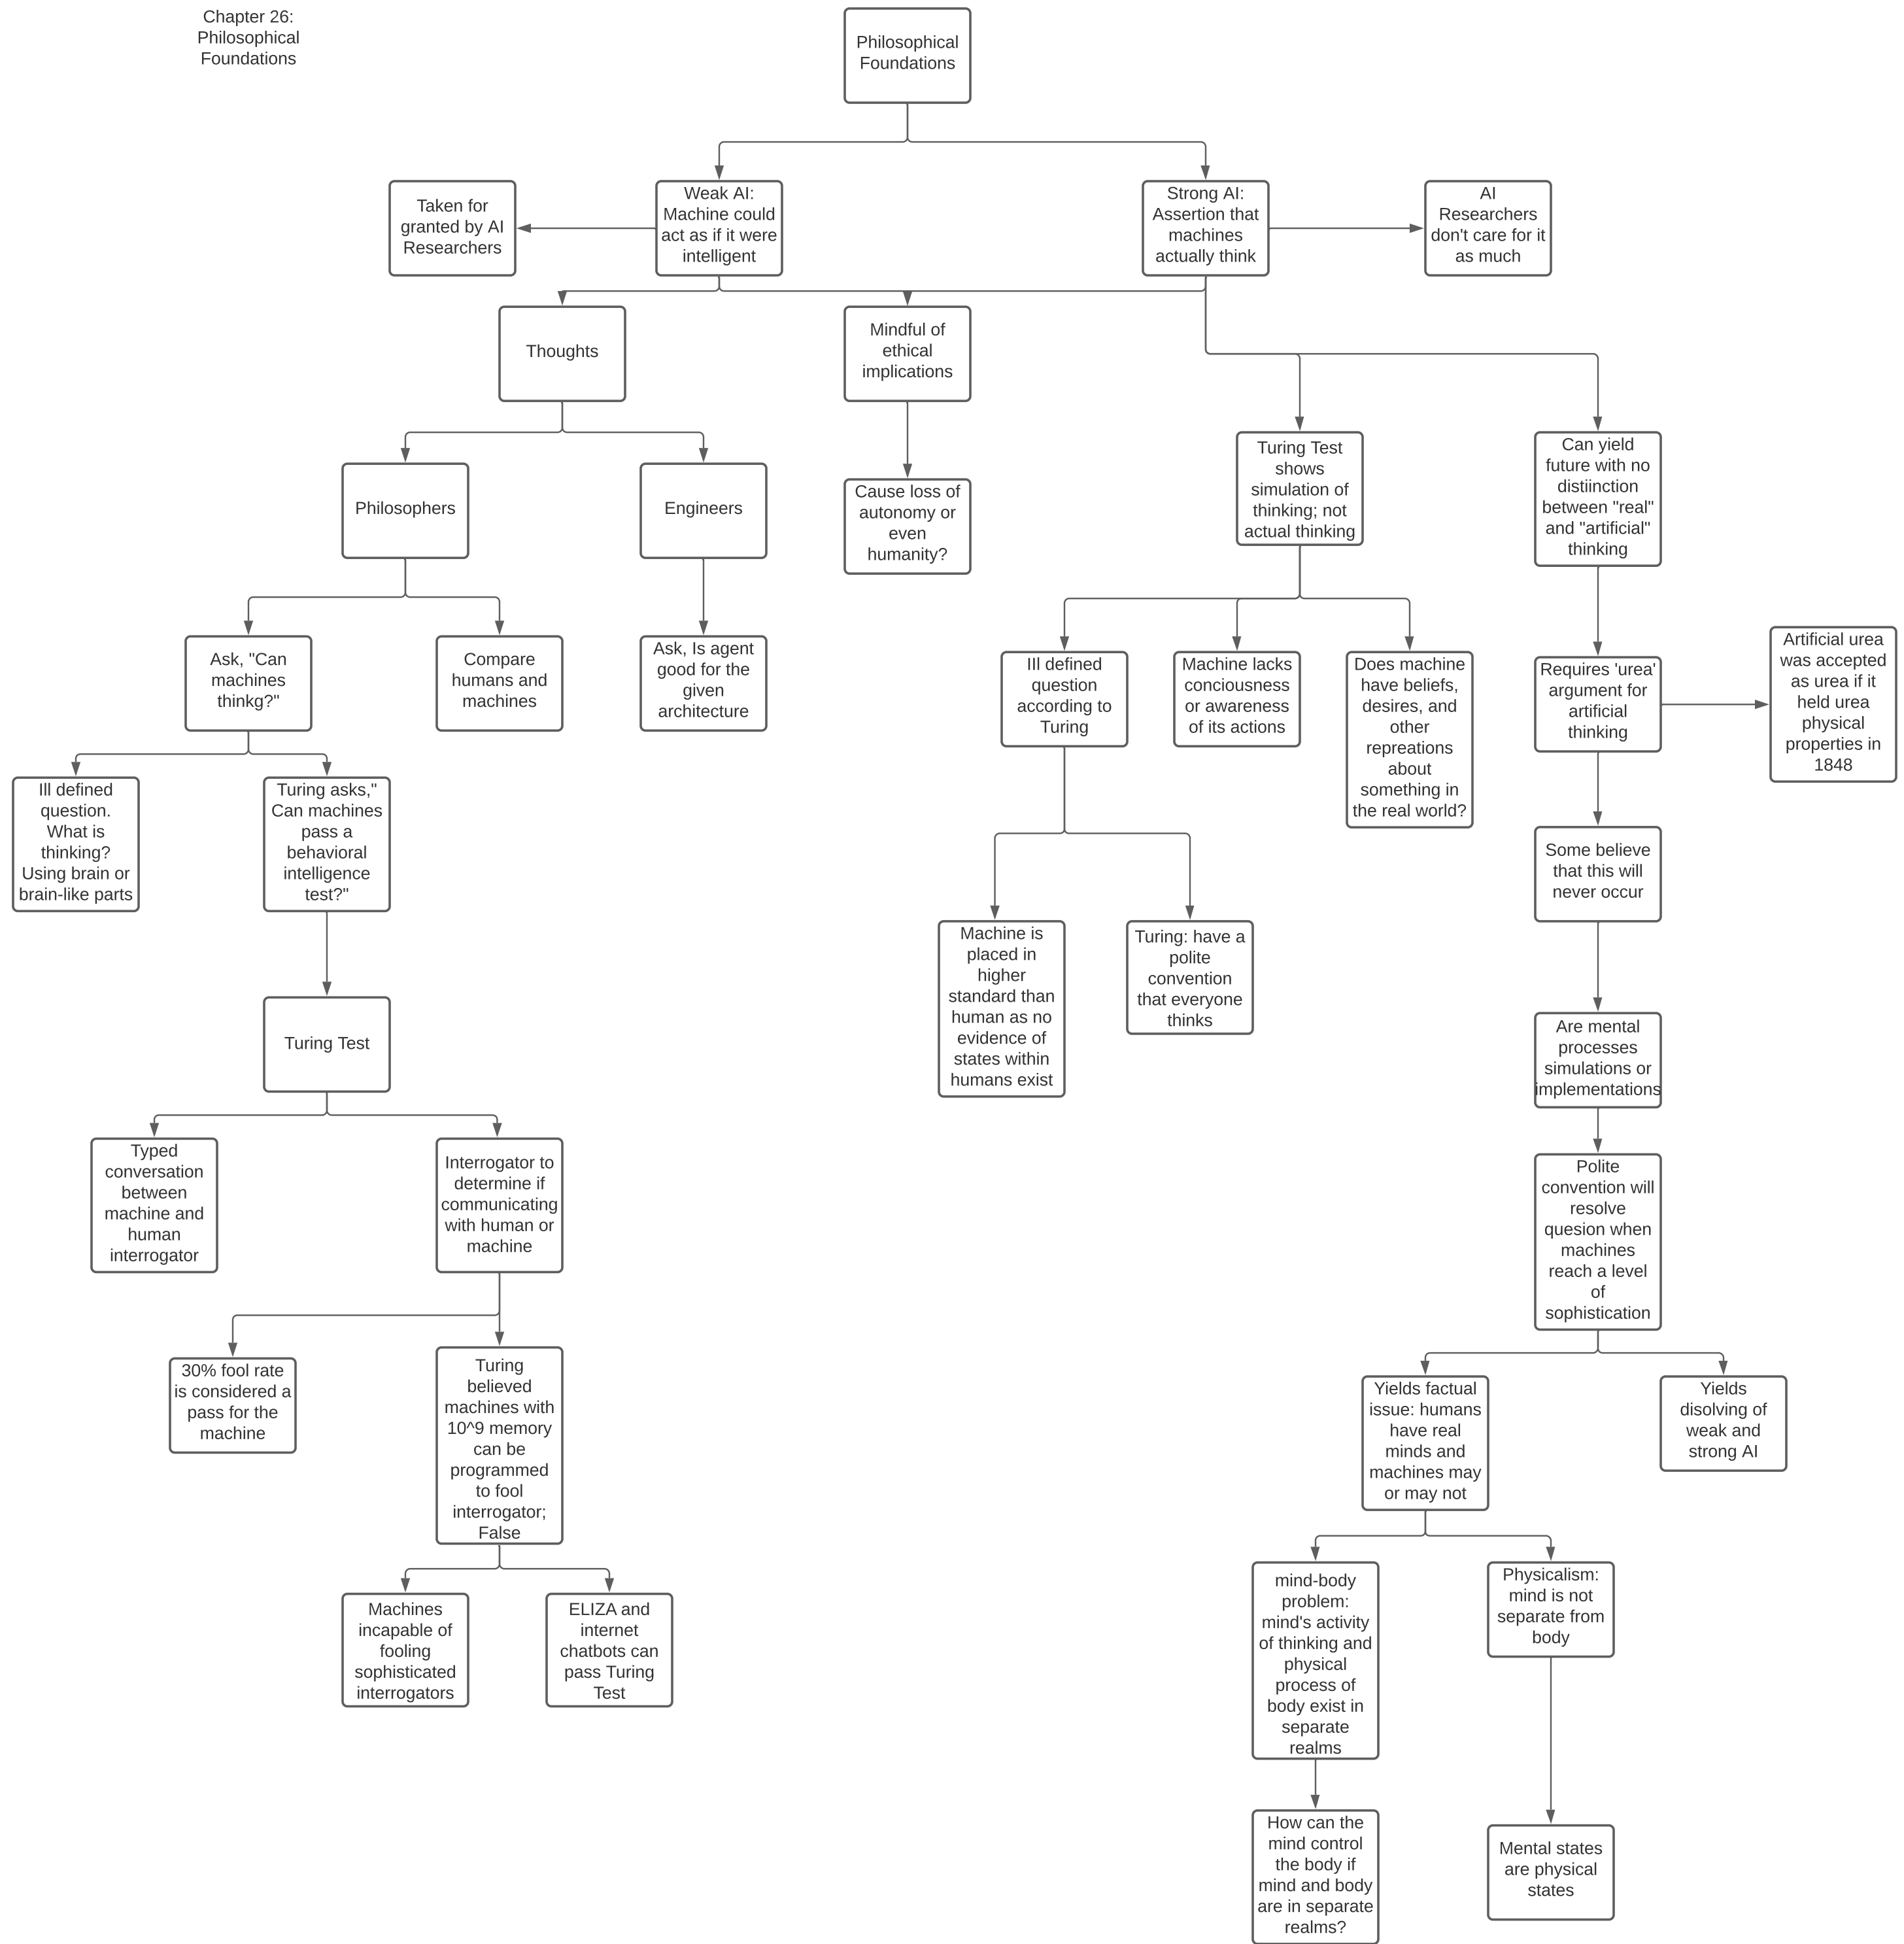 Chapter 26:
Philosophical
Foundations
Philosophical
Foundations
Taken for
granted by AI
Researchers
Weak AI:
Machine could
act as if it were
intelligent
Strong AI:
Assertion that
machines
actually think
AI
Researchers
don't care for it
as much
Thoughts
Mindful of
ethical
implications
Philosophers
Engineers
Cause loss of
autonomy or
even
humanity?
Turing Test
shows
simulation of
thinking; not
actual thinking
Can yield
future with no
distiinction
between "real"
and "artificial"
thinking
Ask, "Can
machines
thinkg?"
Compare
humans and
machines
Ask, Is agent
good for the
given
architecture
Ill defined
question
according to
Turing
Machine lacks
conciousness
or awareness
of its actions
Does machine
have beliefs,
desires, and
other
repreations
about
something in
the real world?
Requires 'urea'
argument for
artificial
thinking
Artificial urea
was accepted
as urea if it
held urea
physical
properties in
1848
Ill defined
question.
What is
thinking?
Using brain or
brain-like parts
Turing asks,"
Can machines
pass a
behavioral
intelligence
test?"
Some believe
that this will
never occur
Machine is
placed in
higher
standard than
human as no
evidence of
states within
humans exist
Turing: have a
polite
convention
that everyone
thinks
Turing Test
Are mental
processes
simulations or
implementations
Typed
conversation
between
machine and
human
interrogator
Interrogator to
determine if
communicating
with human or
machine
Polite
convention will
resolve
quesion when
machines
reach a level
of
sophistication
30% fool rate
is considered a
pass for the
machine
Turing
believed
machines with
10^9 memory
can be
programmed
to fool
interrogator;
False
Yields factual
issue: humans
have real
minds and
machines may
or may not
Yields
disolving of
weak and
strong AI
Machines
incapable of
fooling
sophisticated
interrogators
ELIZA and
internet
chatbots can
pass Turing
Test
mind-body
problem:
mind's activity
of thinking and
physical
process of
body exist in
separate
realms
Physicalism:
mind is not
separate from
body
How can the
mind control
the body if
mind and body
are in separate
realms?
Mental states
are physical
states